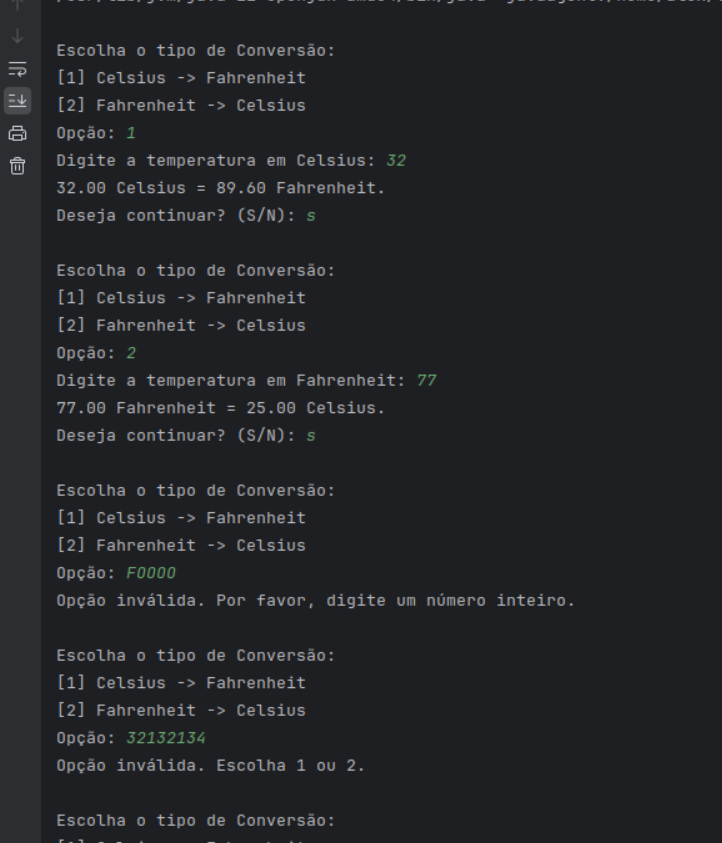 Escolha o tipo de Conversão:
[1] Celsius -> Fahrenheit
[2] Fahrenheit -> Celsius
Opção: 1
Digite a temperatura em Celsius: 32
32.00 Celsius = 89.60 Fahrenheit.
Deseja continuar? (S/N): s
Escolha o tipo de Conversão:
[1] Celsius -> Fahrenheit
[2] Fahrenheit -> Celsius
Opção: 2
Digite a temperatura em Fahrenheit: 77
77.00 Fahrenheit = 25.00 Celsius.
Deseja continuar? (S/N): s
Escolha o tipo de Conversão:
[1] Celsius -> Fahrenheit
[2] Fahrenheit -> Celsius
Opção: FOOOO
Opção inválida. Por favor, digite um número inteiro.
Escolha o tipo de Conversão:
[1] Celsius -> Fahrenheit
[2] Fahrenheit -> Celsius
Opção: 32132134
Opção inválida. Escolha 1 ou 2.
Escolha o tipo de Conversão: